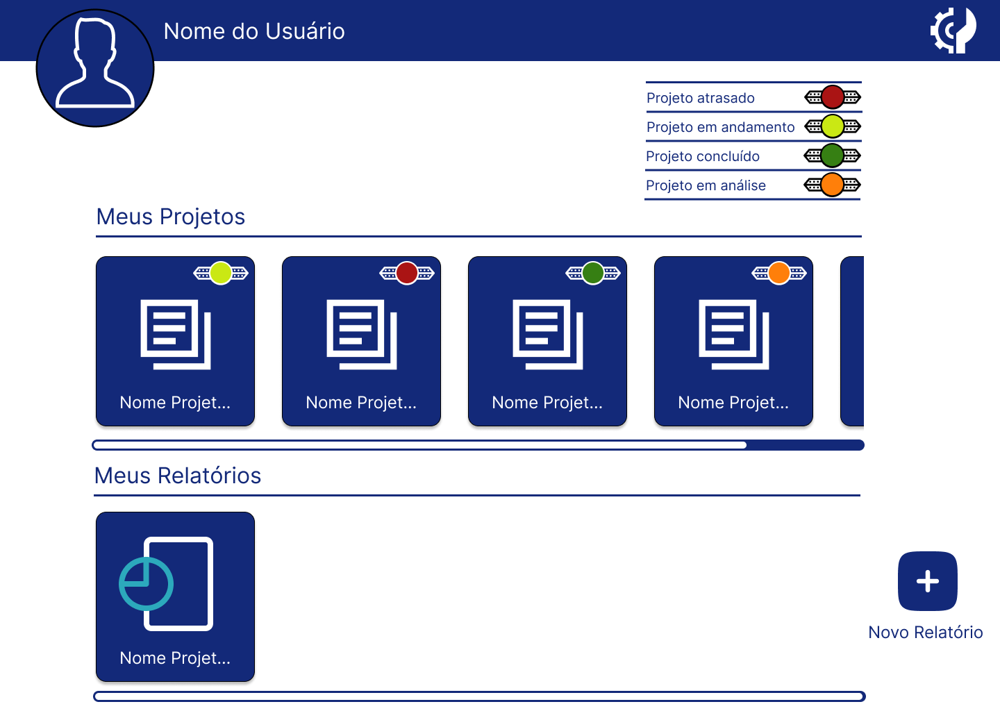 Nome do Usuário
Projeto atrasado
Projeto em andamento
Projeto concluído
Projeto em análise
Meus Projetos
Nome Projet...
Nome Projet...
Nome Projet...
Nome Projet...
Meus Relatórios
Nome Projet...
Novo Relatório